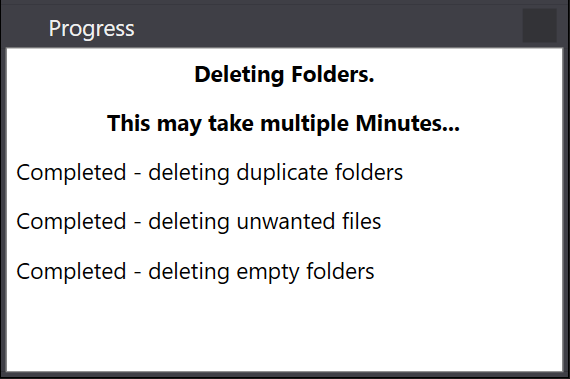 Progress
Deleting Folders.
This may take multiple Minutes...
Completed - deleting duplicate folders
Completed - deleting unwanted files
Completed - deleting empty folders